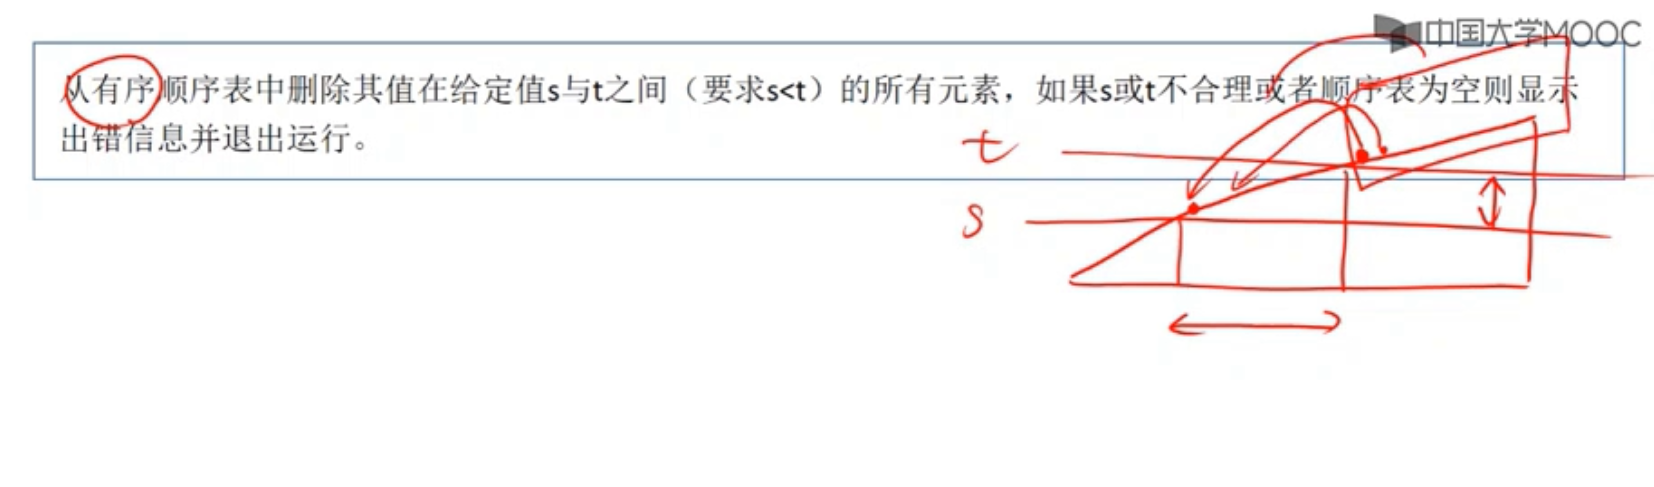 中国大学MOOC
从有序顺序表中删除其值在给定值s与t之间（要求s<t）的所有元素，如果s或t不合理或者顺序表为空则显示
出错信息并退出运行。
t
s